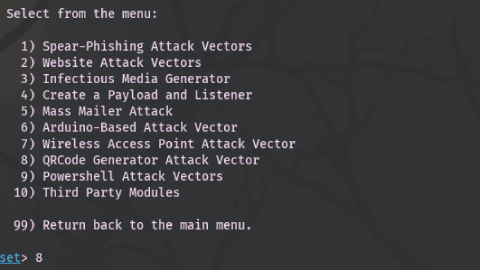 Select from the menu:
1) Spear-Phishing Attack Vectors
2) Website Attack Vectors
3) Infectious Media Generator
4) Create a Payload and Listener
5) Mass Mailer Attack
6) Arduino-Based Attack Vector
7) Wireless Access Point Attack Vector
8) QRCode Generator Attack Vector
9) Powershell Attack Vectors
10) Third Party Modules
99) Return back to the main menu.
set> 8